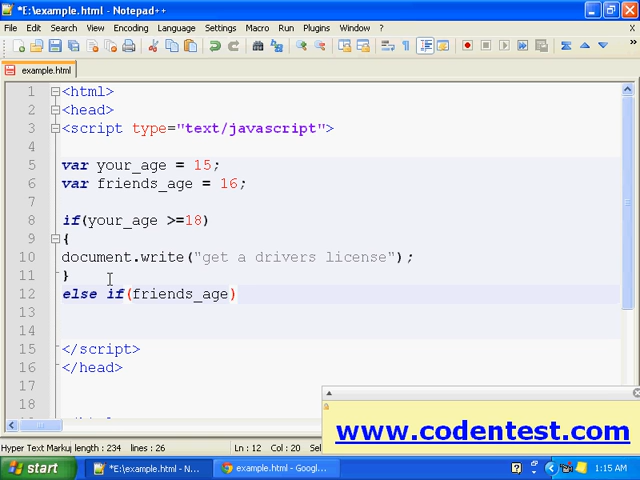 *E:\example.html - Notepad++
File Edit Search View Encoding Language Settings Macro Run Plugins Window ? X
example.html
1 <html>
2 <head>
3 <script type="text/javascript">
4
5 var your_age = 15;
6 var friends_age = 16;
7
8 if(your_age >=18)
9 {
10 document.write("get a drivers license");
11 }
12 else if(friends_age)
13
14
15 </script>
16 </head>
17
18
www.codentest.com
Hyper Text Markuj length : 234 lines : 26 Ln : 12 Col : 20 Sel
start *E:\example.html - N... example.html - Googl... 1:15 AM